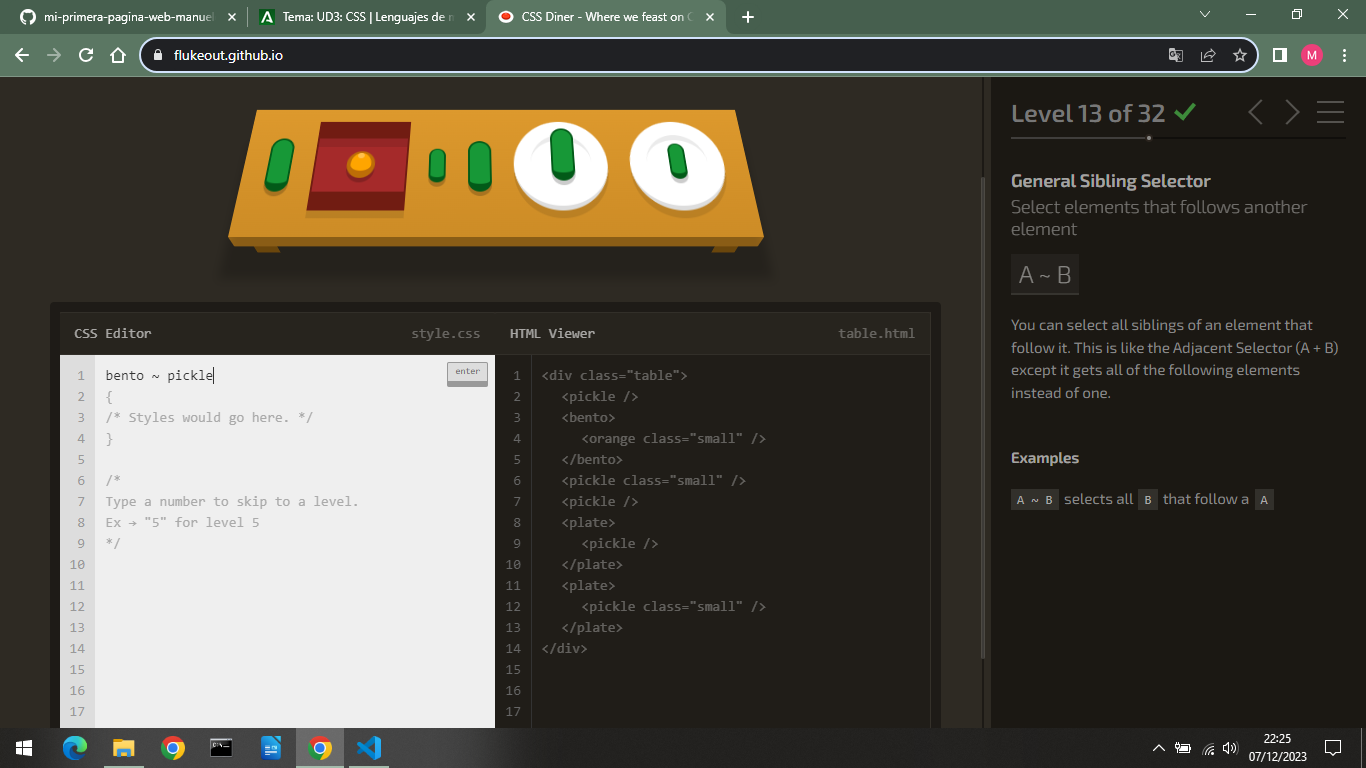 mi-primera-pagina-web-manuel
Tema: UD3: CSS | Lenguajes de m
CSS Diner - Where we feast on C
flukeout.github.io
M
Level 13 of 32
General Sibling Selector
Select elements that follows another
element
A ~ B
You can select all siblings of an element that
follow it. This is like the Adjacent Selector (A + B)
except it gets all of the following elements
instead of one.
Examples
A ~ B selects all B that follow a A
CSS Editor style.css
enter
1 bento ~ pickle
2 {
3 /* Styles would go here. */
4 }
5
6 /*
7 Type a number to skip to a level.
8 Ex → "5" for level 5
9 */
10
11
12
13
14
15
16
17
HTML Viewer table.html
1 <div class="table">
2 <pickle />
3 <bento>
4 <orange class="small" />
5 </bento>
6 <pickle class="small" />
7 <pickle />
8 <plate>
9 <pickle />
10 </plate>
11 <plate>
12 <pickle class="small" />
13 </plate>
14 </div>
15
16
17
22:25
07/12/2023